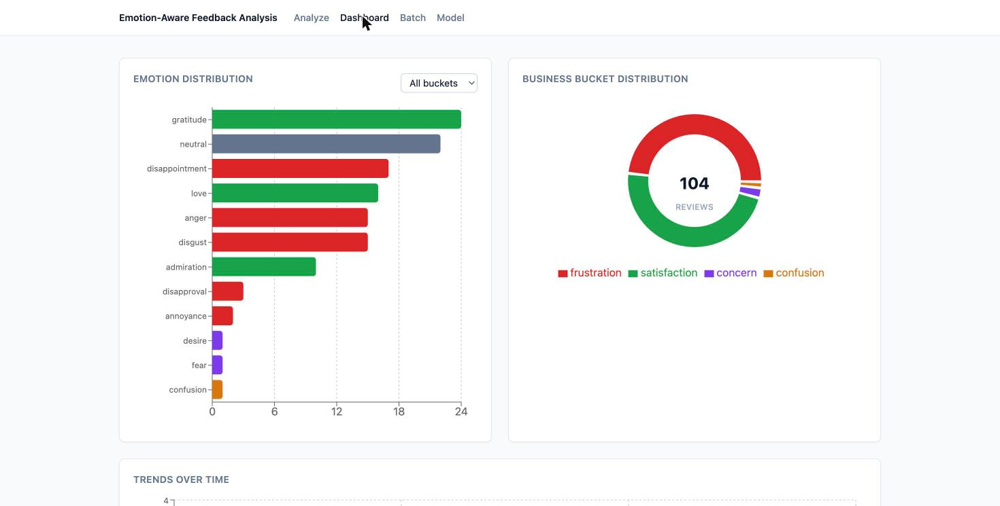 Emotion-Aware Feedback Analysis Analyze Dashboard Batch Model
EMOTION DISTRIBUTION
All buckets
gratitude
neutral
disappointment
love
anger
disgust
admiration
disapproval
annoyance
desire
fear
confusion
0 6 12 18 24
BUSINESS BUCKET DISTRIBUTION
104
REVIEWS
frustration satisfaction concern confusion
TRENDS OVER TIME
4